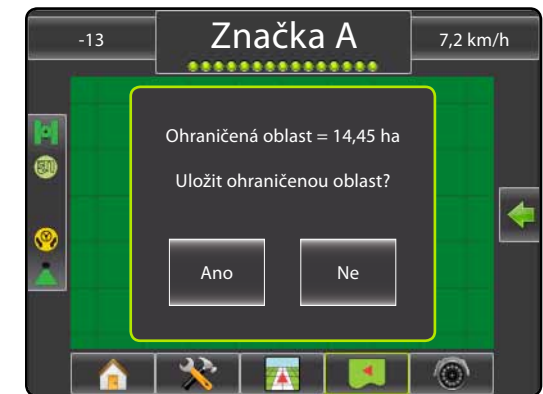 -13
Značka A
7,2 km/h
Ohraničená oblast = 14,45 ha
Uložit ohraničenou oblast?
Ano
Ne